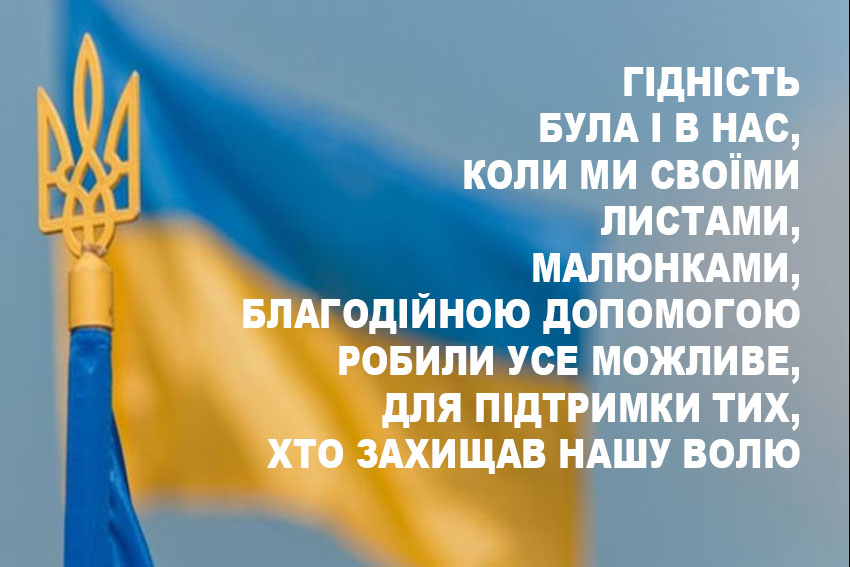 ГІДНІСТЬ
БУЛА І В НАС,
КОЛИ МИ СВОЇМИ
ЛИСТАМИ,
МАЛЮНКАМИ,
БЛАГОДІЙНОЮ ДОПОМОГОЮ
РОБИЛИ УСЕ МОЖЛИВЕ,
ДЛЯ ПІДТРИМКИ ТИХ,
ХТО ЗАХИЩАВ НАШУ ВОЛЮ